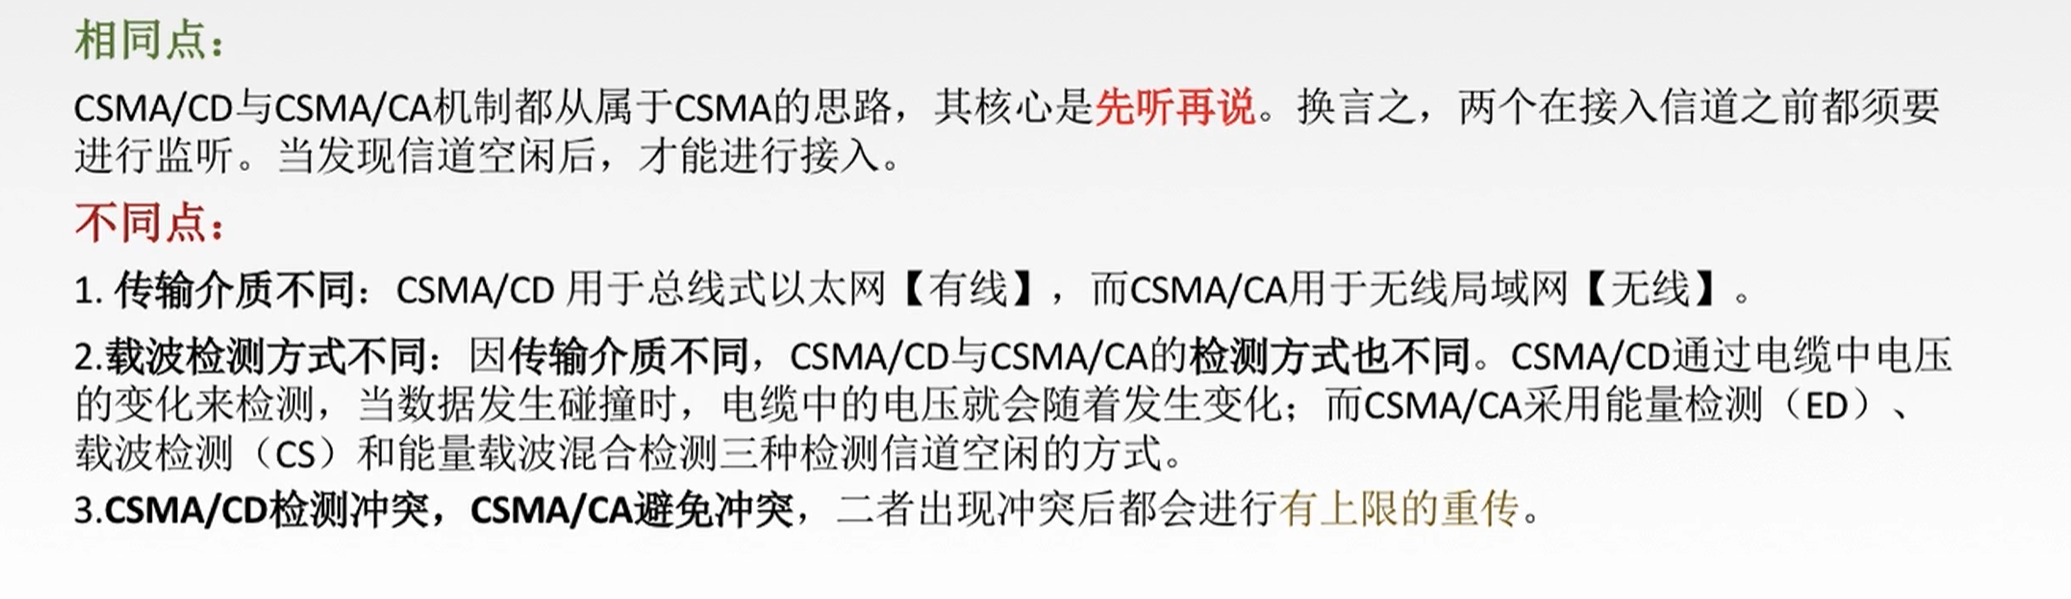 相同点：
CSMA/CD与CSMA/CA机制都从属于CSMA的思路，其核心是先听再说。换言之，两个在接入信道之前都须要
进行监听。当发现信道空闲后，才能进行接入。
不同点：
1. 传输介质不同：CSMA/CD 用于总线式以太网【有线】，而CSMA/CA用于无线局域网【无线】。
2.载波检测方式不同：因传输介质不同，CSMA/CD与CSMA/CA的检测方式也不同。CSMA/CD通过电缆中电压
的变化来检测，当数据发生碰撞时，电缆中的电压就会随着发生变化；而CSMA/CA采用能量检测（ED）、
载波检测（CS）和能量载波混合检测三种检测信道空闲的方式。
3.CSMA/CD检测冲突，CSMA/CA避免冲突，二者出现冲突后都会进行有上限的重传。